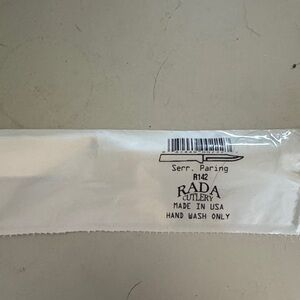 Serr. Paring
R142
RADA
CUTLERY
MADE IN USA
HAND WASH ONLY